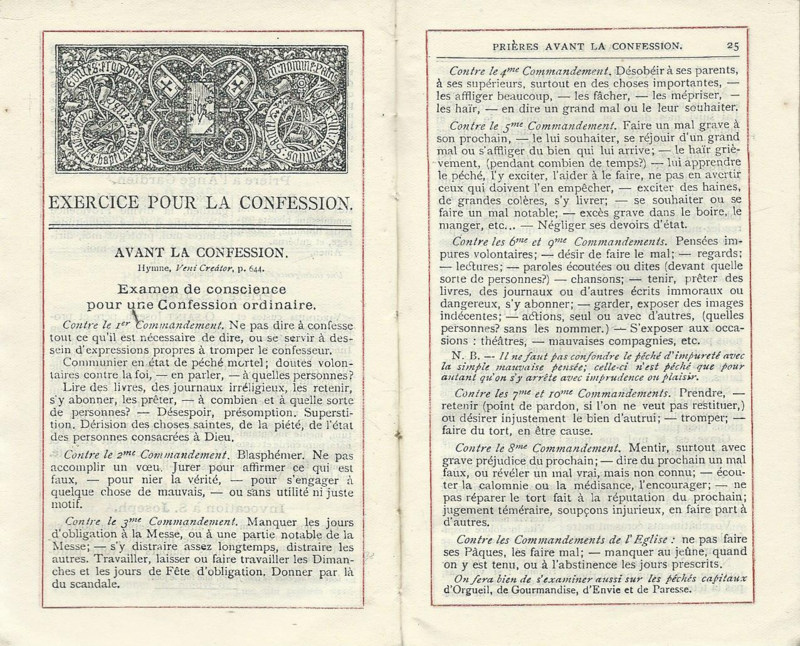 EXERCICE POUR LA CONFESSION.
AVANT LA CONFESSION.
Hymne, Veni Creátor, p. 644.
Examen de conscience
pour une Confession ordinaire.
Contre le 1er Commandement. Ne pas dire à confesse
tout ce qu'il est nécessaire de dire, ou se servir à des-
sein d'expressions propres à tromper le confesseur.
Communier en état de péché mortel; doutes volon-
taires contre la foi, — en parler, — à quelles personnes?
Lire des livres, des journaux irréligieux, les retenir,
s'y abonner, les prêter, — à combien et à quelle sorte
de personnes? — Désespoir, présomption. Supersti-
tion. Dérision des choses saintes, de la piété, de l'état
des personnes consacrées à Dieu.
Contre le 2me Commandement. Blasphémer. Ne pas
accomplir un vœu. Jurer pour affirmer ce qui est
faux, — pour nier la vérité, — pour s'engager à
quelque chose de mauvais, — ou sans utilité ni juste
motif.
Contre le 3me Commandement. Manquer les jours
d'obligation à la Messe, ou à une partie notable de la
Messe; — s'y distraire assez longtemps, distraire les
autres. Travailler, laisser ou faire travailler les Diman-
ches et les jours de Fête d'obligation. Donner par là
du scandale.
PRIÈRES AVANT LA CONFESSION. 25
Contre le 4me Commandement. Désobéir à ses parents,
à ses supérieurs, surtout en des choses importantes, —
les affliger beaucoup, — les fâcher, — les mépriser, —
les haïr, — en dire un grand mal ou le leur souhaiter.
Contre le 5me Commandement. Faire un mal grave à
son prochain, — le lui souhaiter, se réjouir d'un grand
mal ou s'affliger du bien qui lui arrive; — le haïr griè-
vement, (pendant combien de temps?) — lui apprendre
le péché, l'y exciter, l'aider à le faire, ne pas en avertir
ceux qui doivent l'en empêcher, — exciter des haines,
de grandes colères, s'y livrer; — se souhaiter ou se
faire un mal notable; — excès grave dans le boire, le
manger, etc... — Négliger ses devoirs d'état.
Contre les 6mes et 9mes Commandements. Pensées im-
pures volontaires; — désir de faire le mal; — regards:
— lectures; — paroles écoutées ou dites (devant quelle
sorte de personnes?) — chansons; — tenir, prêter des
livres, des journaux ou d'autres écrits immoraux ou
dangereux, s'y abonner; — garder, exposer des images
indécentes; — actions, seul ou avec d'autres, (quelles
personnes? sans les nommer.) — S'exposer aux occa-
sions : théâtres, — mauvaises compagnies, etc.
N. B. — Il ne faut pas confondre le péché d'impureté avec
la simple mauvaise pensée; celle-ci n'est péché que pour
autant qu'on s'y arrête avec imprudence ou plaisir.
Contre les 7mes et 10mes Commandements. Prendre, —
retenir (point de pardon, si l'on ne veut pas restituer,)
ou désirer injustement le bien d'autrui; — tromper; —
faire du tort, en être cause.
Contre le 8me Commandement. Mentir, surtout avec
grave préjudice du prochain; — dire du prochain un mal
faux, ou révéler un mal vrai, mais non connu; — écou-
ter la calomnie ou la médisance, l'encourager; — ne
pas réparer le tort fait à la réputation du prochain;
jugement téméraire, soupçons injurieux, en faire part à
d'autres.
Contre les Commandements de l'Eglise : ne pas faire
ses Pâques, les faire mal; — manquer au jeûne, quand
on y est tenu, ou à l'abstinence les jours prescrits.
On fera bien de s'examiner aussi sur les péchés capitaux
d'Orgueil, de Gourmandise, d'Envie et de Paresse.